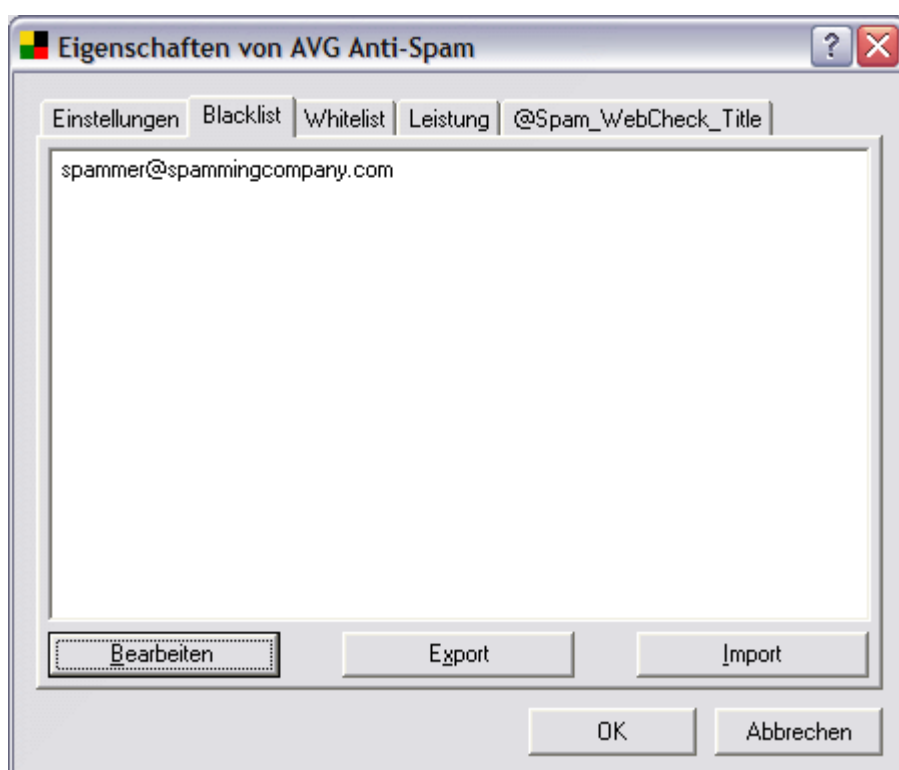 Eigenschaften von AVG Anti-Spam
Einstellungen Blacklist Whitelist Leistung @Spam_WebCheck_Title
spammer@spammingcompany.com
Bearbeiten Export Import
OK Abbrechen